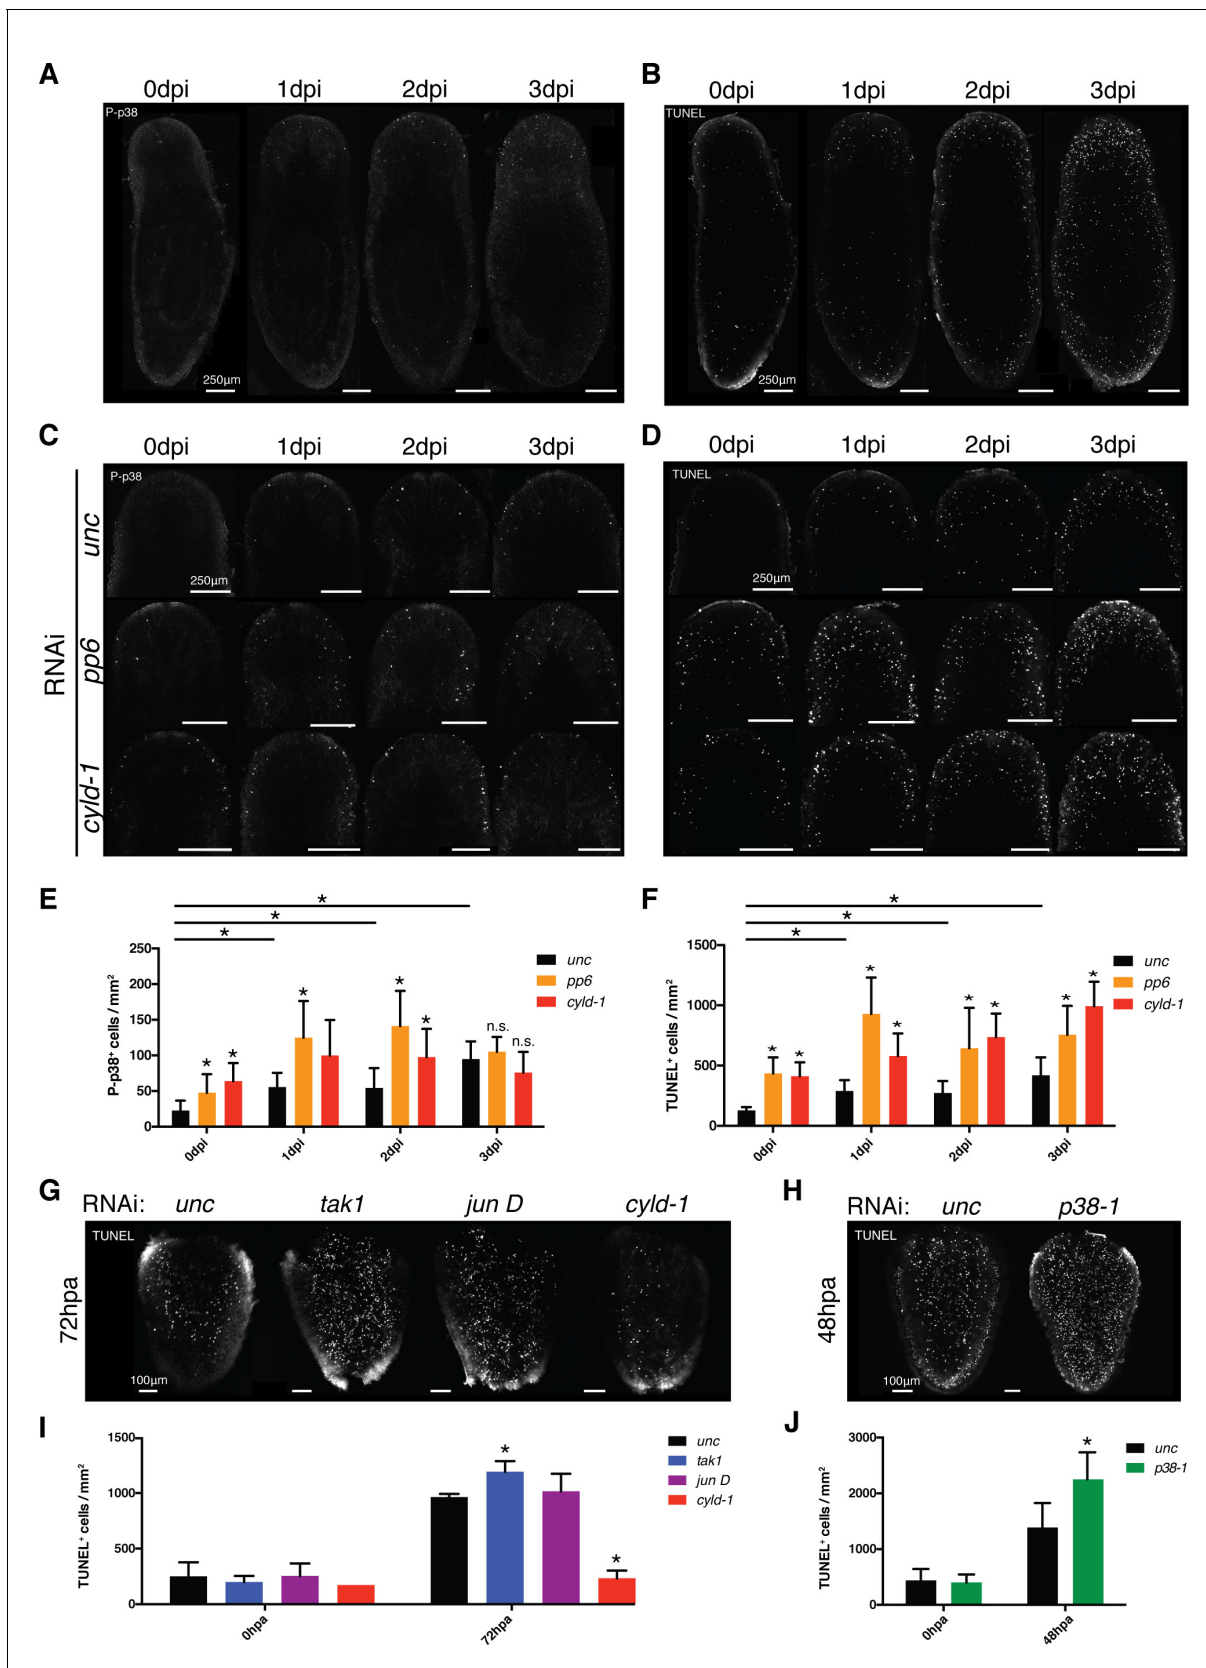 A
0dpi 1dpi 2dpi 3dpi
P-p38
250µm
B
0dpi 1dpi 2dpi 3dpi
TUNEL
250µm
C
0dpi 1dpi 2dpi 3dpi
P-p38
250µm
RNAi
unc
pp6
cyld-1
D
0dpi 1dpi 2dpi 3dpi
TUNEL
250µm
E
* * *
P-p38+ cells / mm2
250
200
150
100
50
0
* * * * * n.s. n.s.
0dpi 1dpi 2dpi 3dpi
unc
pp6
cyld-1
F
* * *
TUNEL+ cells / mm2
1500
1000
500
0
* * * * * * * *
0dpi 1dpi 2dpi 3dpi
unc
pp6
cyld-1
G
RNAi: unc tak1 jun D cyld-1
TUNEL
72hpa
100µm
H
RNAi: unc p38-1
TUNEL
48hpa
100µm
I
TUNEL+ cells / mm2
1500
1000
500
0
* *
0hpa 72hpa
unc
tak1
jun D
cyld-1
J
TUNEL+ cells / mm2
3000
2000
1000
0
*
0hpa 48hpa
unc
p38-1